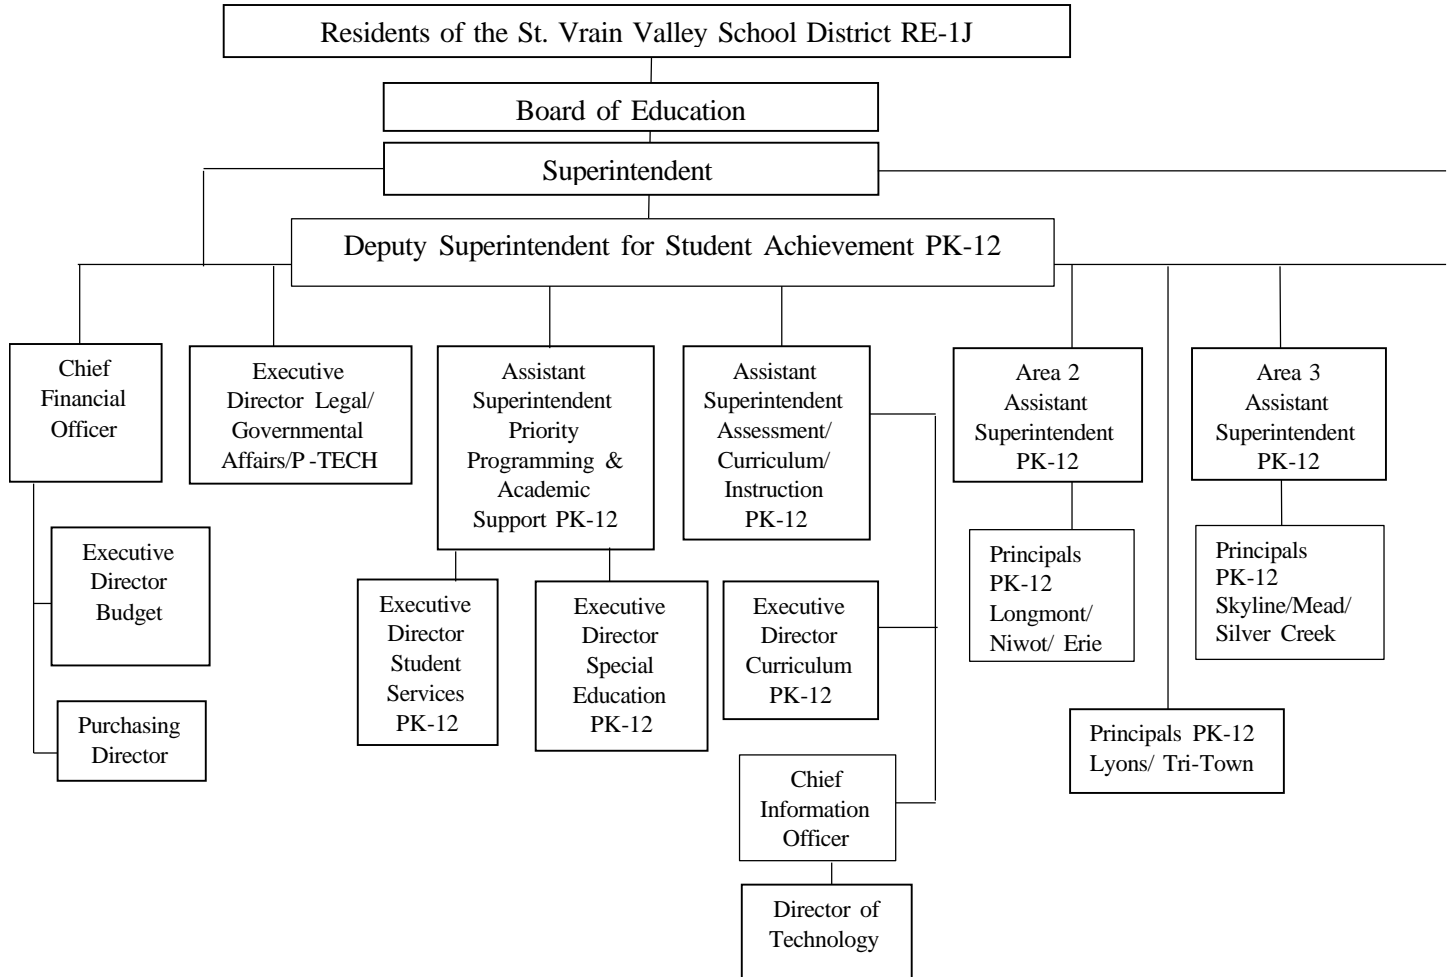 Residents of the St. Vrain Valley School District RE-1J
Board of Education
Superintendent
Deputy Superintendent for Student Achievement PK-12
Chief
Financial
Officer
Executive
Director Legal/
Governmental
Affairs/P -TECH
Assistant
Superintendent
Priority
Programming &
Academic
Support PK-12
Assistant
Superintendent
Assessment/
Curriculum/
Instruction
PK-12
Area 2
Assistant
Superintendent
PK-12
Area 3
Assistant
Superintendent
PK-12
Executive
Director
Budget
Purchasing
Director
Executive
Director
Student
Services
PK-12
Executive
Director
Special
Education
PK-12
Executive
Director
Curriculum
PK-12
Principals
PK-12
Longmont/
Niwot/ Erie
Principals
PK-12
Skyline/Mead/
Silver Creek
Principals PK-12
Lyons/ Tri-Town
Chief
Information
Officer
Director of
Technology